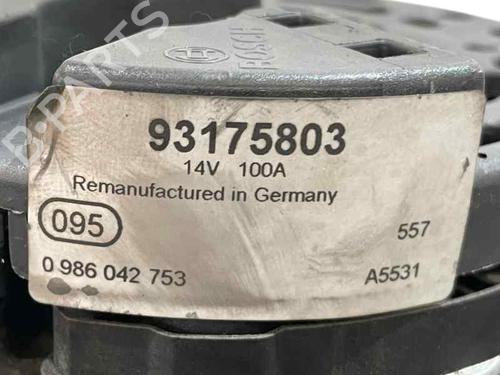 BOSCH
93175803
14V 100A
Remanufactured in Germany
095
557
0 986 042 753
A5531
B-PARTS